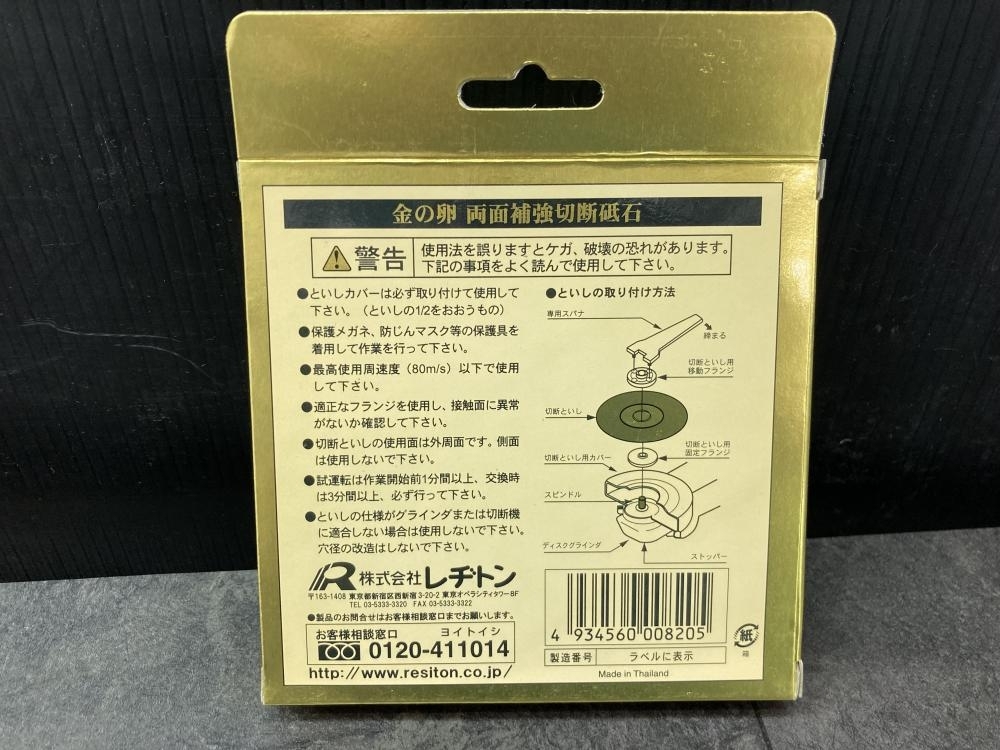 金の卵 両面補強切断砥石
警告
使用法を誤りますとケガ、破壊の恐れがあります。
下記の事項をよく読んで使用して下さい。
●といしカバーは必ず取り付けて使用して
下さい。（といしの1/2をおおうもの）
●保護メガネ、防じんマスク等の保護具を
着用して作業を行って下さい。
●最高使用周速度（80m/s）以下で使用
して下さい。
●適正なフランジを使用し、接触面に異常
がないか確認して下さい。
●切断といしの使用面は外周面です。側面
は使用しないで下さい。
●試運転は作業開始前1分間以上、交換時
は3分間以上、必ず行って下さい。
●といしの仕様がグラインダまたは切断機
に適合しない場合は使用しないで下さい。
穴径の改造はしないで下さい。
●といしの取り付け方法
専用スパナ
締まる
切断といし用
移動フランジ
切断といし
切断といし用
固定フランジ
切断といし用カバー
スピンドル
ディスクグラインダ
ストッパー
R 株式会社レヂトン
〒163-1408 東京都新宿区西新宿3-20-2 東京オペラシティタワー8F
TEL 03-5333-3320 FAX 03-5333-3322
●製品のお問合せはお客様相談窓口までお願いします。
お客様相談窓口 ヨイトイシ
0120-411014
http://www.resiton.co.jp/
4 934560 008205
製造番号 ラベルに表示
Made in Thailand
紙
箱